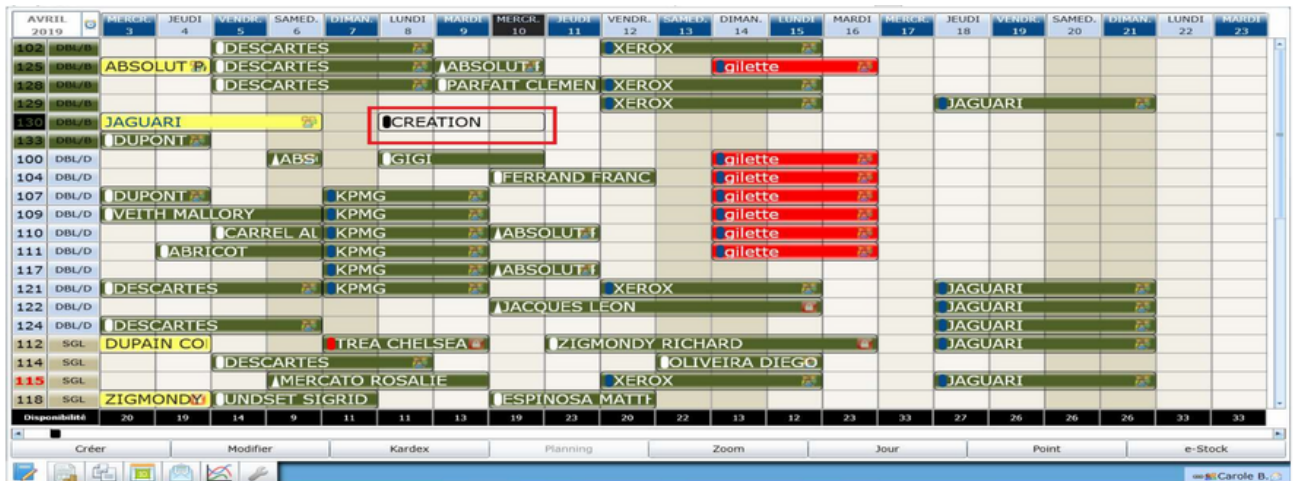 AVRIL MERCR. JEUDI VENDR. SAMED. DIMAN. LUNDI MARDI MERCR. JEUDI VENDR. SAMED. DIMAN. LUNDI MARDI MERCR. JEUDI VENDR. SAMED. DIMAN. LUNDI MARDI
2019 3 4 5 6 7 8 9 10 11 12 13 14 15 16 17 18 19 20 21 22 23
102 DBL/B DESCARTES XEROX
125 DBL/B ABSOLUT P DESCARTES ABSOLUT gilette
128 DBL/B DESCARTES PARFAIT CLEMEN XEROX
129 DBL/B XEROX JAGUARI
130 DBL/B JAGUARI CREATION
133 DBL/B DUPONT
100 DBL/D ABS GIGI gilette
104 DBL/D FERRAND FRANC gilette
107 DBL/D DUPONT KPMG gilette
109 DBL/D VEITH MALLORY KPMG gilette
110 DBL/D CARREL AL KPMG ABSOLUT gilette
111 DBL/D ABRICOT KPMG gilette
117 DBL/D KPMG ABSOLUT
121 DBL/D DESCARTES KPMG XEROX JAGUARI
122 DBL/D JACQUES LEON JAGUARI
124 DBL/D DESCARTES JAGUARI
112 SGL DUPAIN CO TREA CHELSEA ZIGMONDY RICHARD JAGUARI
114 SGL DESCARTES OLIVEIRA DIEGO
115 SGL MERCATO ROSALIE XEROX JAGUARI
118 SGL ZIGMONDY UNDSET SIGRID ESPINOSA MATTH
Disponibilité 20 19 14 9 11 11 13 19 23 20 22 13 12 23 33 27 26 26 26 33 33
Créer Modifier Kardex Planning Zoom Jour Point e-Stock
Carole B.